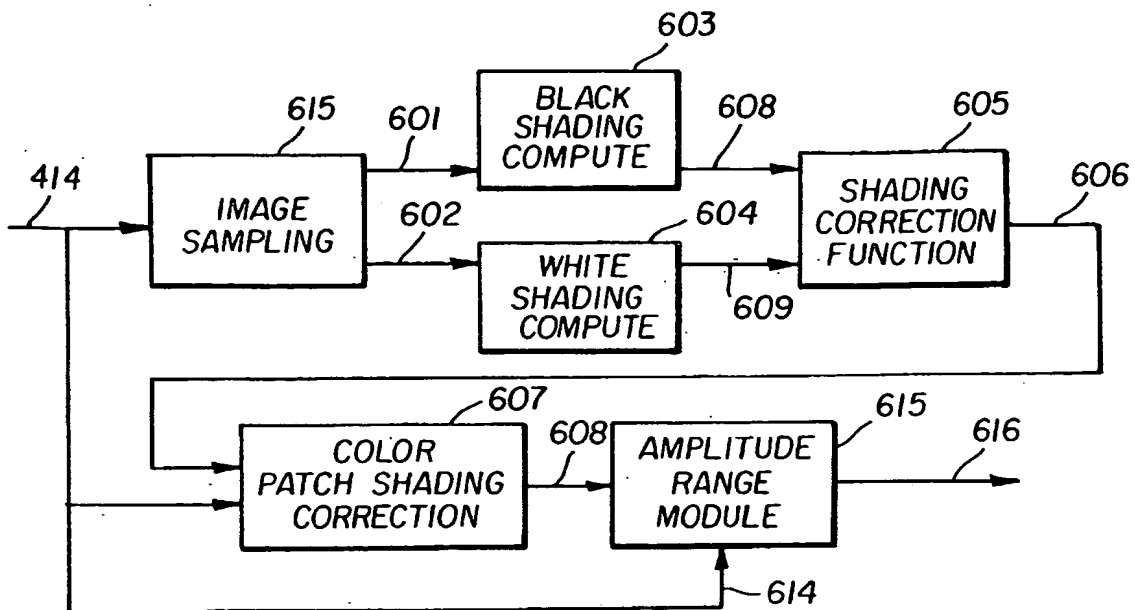 603
615
601
BLACK
SHADING
COMPUTE
608
605
414
IMAGE
SAMPLING
602
604
WHITE
SHADING
COMPUTE
609
SHADING
CORRECTION
FUNCTION
606
607
COLOR
PATCH SHADING
CORRECTION
608
615
AMPLITUDE
RANGE
MODULE
616
614